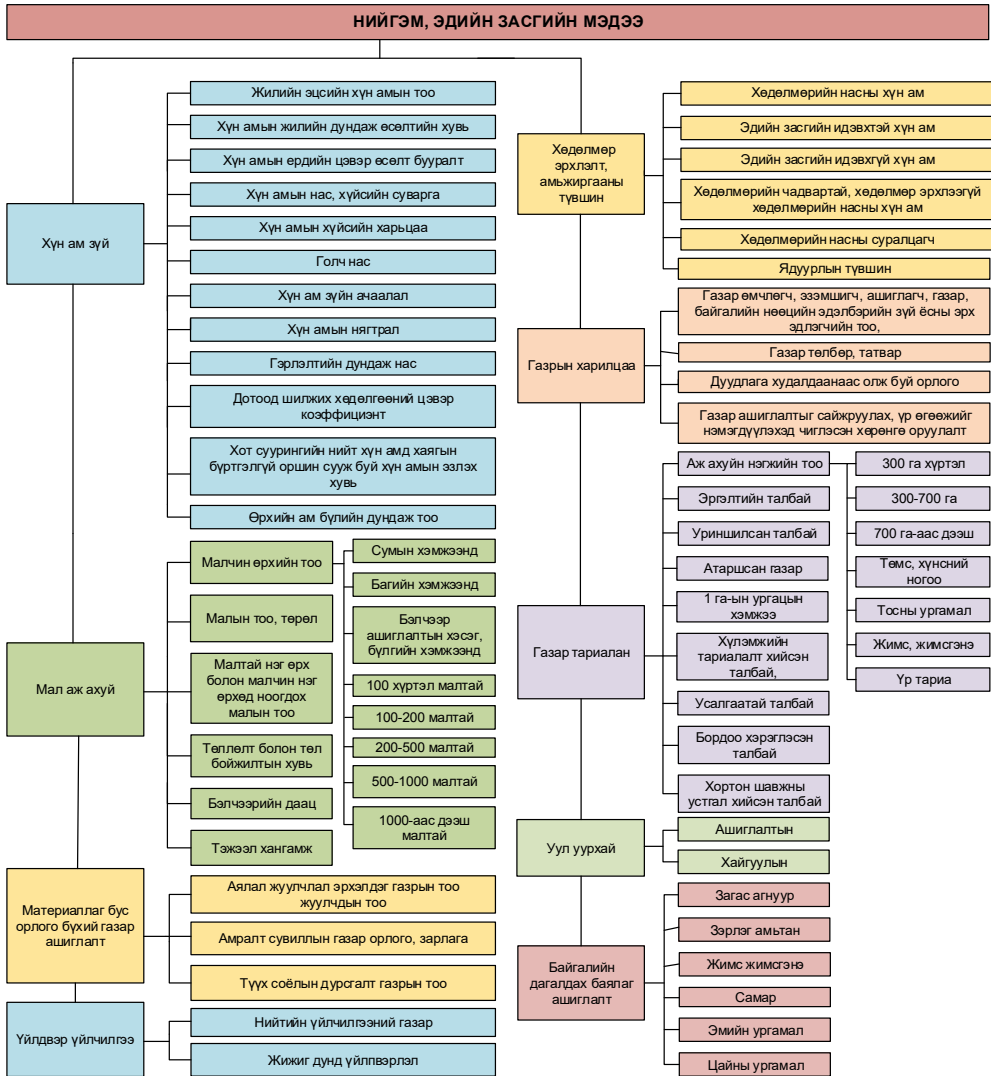 НИЙГЭМ, ЭДИЙН ЗАСГИЙН МЭДЭЭ
Хүн ам зүй
Жилийн эцсийн хүн амын тоо
Хүн амын жилийн дундаж өсөлтийн хувь
Хүн амын ердийн цэвэр өсөлт бууралт
Хүн амын нас, хүйсийн суварга
Хүн амын хүйсийн харьцаа
Голч нас
Хүн ам зүйн ачаалал
Хүн амын нягтрал
Гэрлэлтийн дундаж нас
Дотоод шилжих хөдөлгөөний цэвэр
коэффициент
Хот суурингийн нийт хүн амд хаягын
бүртгэлгүй оршин сууж буй хүн амын эзлэх
хувь
Өрхийн ам бүлийн дундаж тоо
Мал аж ахуй
Малчин өрхийн тоо
Малын тоо, төрөл
Малтай нэг өрх
болон малчин нэг
өрхөд ноогдох
малын тоо
Төллөлт болон төл
бойжилтын хувь
Бэлчээрийн даац
Тэжээл хангамж
Сумын хэмжээнд
Багийн хэмжээнд
Бэлчээр
ашиглалтын хэсэг,
бүлгийн хэмжээнд
100 хүртэл малтай
100-200 малтай
200-500 малтай
500-1000 малтай
1000-аас дээш
малтай
Материаллаг бус
орлого бүхий газар
ашиглалт
Аялал жуулчлал эрхэлдэг газрын тоо
жуулчдын тоо
Амралт сувиллын газар орлого, зарлага
Түүх соёлын дурсгалт газрын тоо
Үйлдвэр үйлчилгээ
Нийтийн үйлчилгээний газар
Жижиг дунд үйлпвэрлэл
Хөдөлмөр
эрхлэлт,
амьжиргааны
түвшин
Хөдөлмөрийн насны хүн ам
Эдийн засгийн идэвхтэй хүн ам
Эдийн засгийн идэвхгүй хүн ам
Хөдөлмөрийн чадвартай, хөдөлмөр эрхлээгүй
хөдөлмөрийн насны хүн ам
Хөдөлмөрийн насны суралцагч
Ядуурлын түвшин
Газрын харилцаа
Газар өмчлөгч, эзэмшигч, ашиглагч, газар,
байгалийн нөөцийн эдэлбэрийн зүй ёсны эрх
эдлэгчийн тоо,
Газар төлбөр, татвар
Дуудлага худалдаанаас олж буй орлого
Газар ашиглалтыг сайжруулах, үр өгөөжийг
нэмэгдүүлэхэд чиглэсэн хөрөнгө оруулалт
Газар тариалан
Аж ахуйн нэгжийн тоо
Эргэлтийн талбай
Уриншилсан талбай
Атаршсан газар
1 га-ын ургацын
хэмжээ
Хүлэмжийн
тариалалт хийсэн
талбай,
Усалгаатай талбай
Бордоо хэрэглэсэн
талбай
Хортон шавжны
устгал хийсэн талбай
300 га хүртэл
300-700 га
700 га-аас дээш
Төмс, хүнсний
ногоо
Тосны ургамал
Жимс, жимсгэнэ
Үр тариа
Уул уурхай
Ашиглалтын
Хайгуулын
Байгалийн
дагалдах баялаг
ашиглалт
Загас агнуур
Зэрлэг амьтан
Жимс жимсгэнэ
Самар
Эмийн ургамал
Цайны ургамал